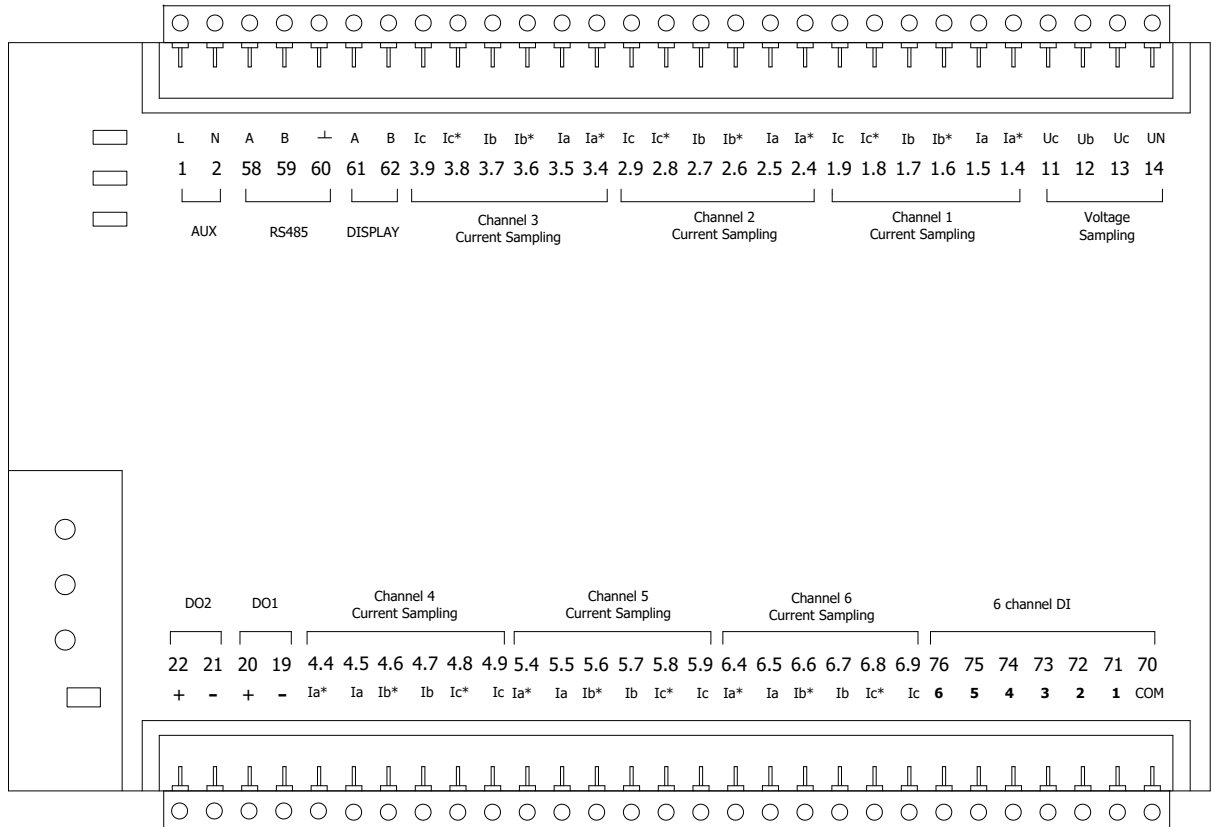 L N A B ┴ A B Ic Ic* Ib Ib* Ia Ia* Ic Ic* Ib Ib* Ia Ia* Ic Ic* Ib Ib* Ia Ia* Uc Ub Uc UN
1 2 58 59 60 61 62 3.9 3.8 3.7 3.6 3.5 3.4 2.9 2.8 2.7 2.6 2.5 2.4 1.9 1.8 1.7 1.6 1.5 1.4 11 12 13 14
AUX RS485 DISPLAY
Channel 3
Current Sampling
Channel 2
Current Sampling
Channel 1
Current Sampling
Voltage
Sampling
DO2 DO1
Channel 4
Current Sampling
Channel 5
Current Sampling
Channel 6
Current Sampling
6 channel DI
22 21 20 19 4.4 4.5 4.6 4.7 4.8 4.9 5.4 5.5 5.6 5.7 5.8 5.9 6.4 6.5 6.6 6.7 6.8 6.9 76 75 74 73 72 71 70
+ - + - Ia* Ia Ib* Ib Ic* Ic Ia* Ia Ib* Ib Ic* Ic Ia* Ia Ib* Ib Ic* Ic 6 5 4 3 2 1 COM